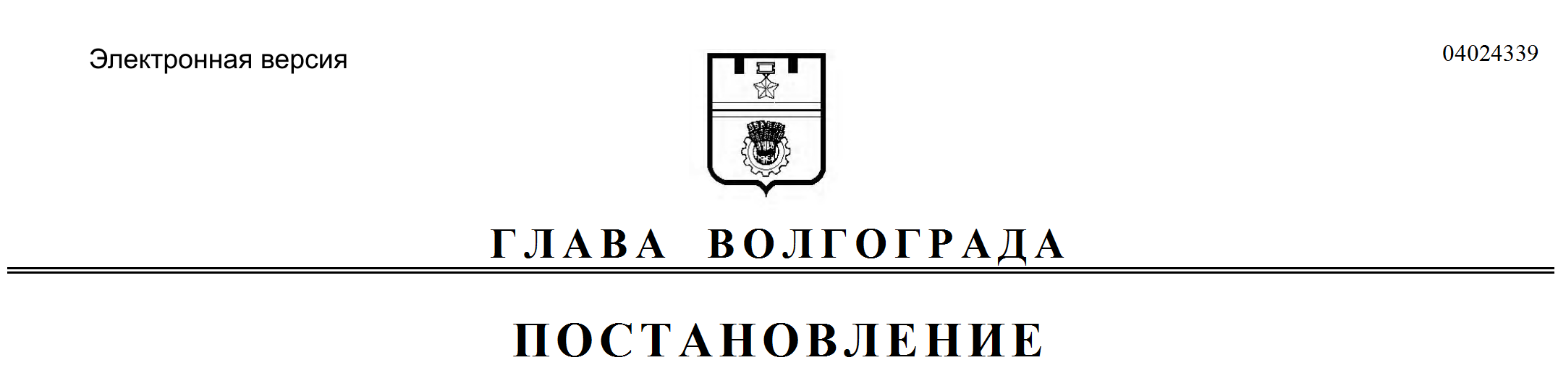 Электронная версия
04024339
ГЛАВА ВОЛГОГРАДА
ПОСТАНОВЛЕНИЕ